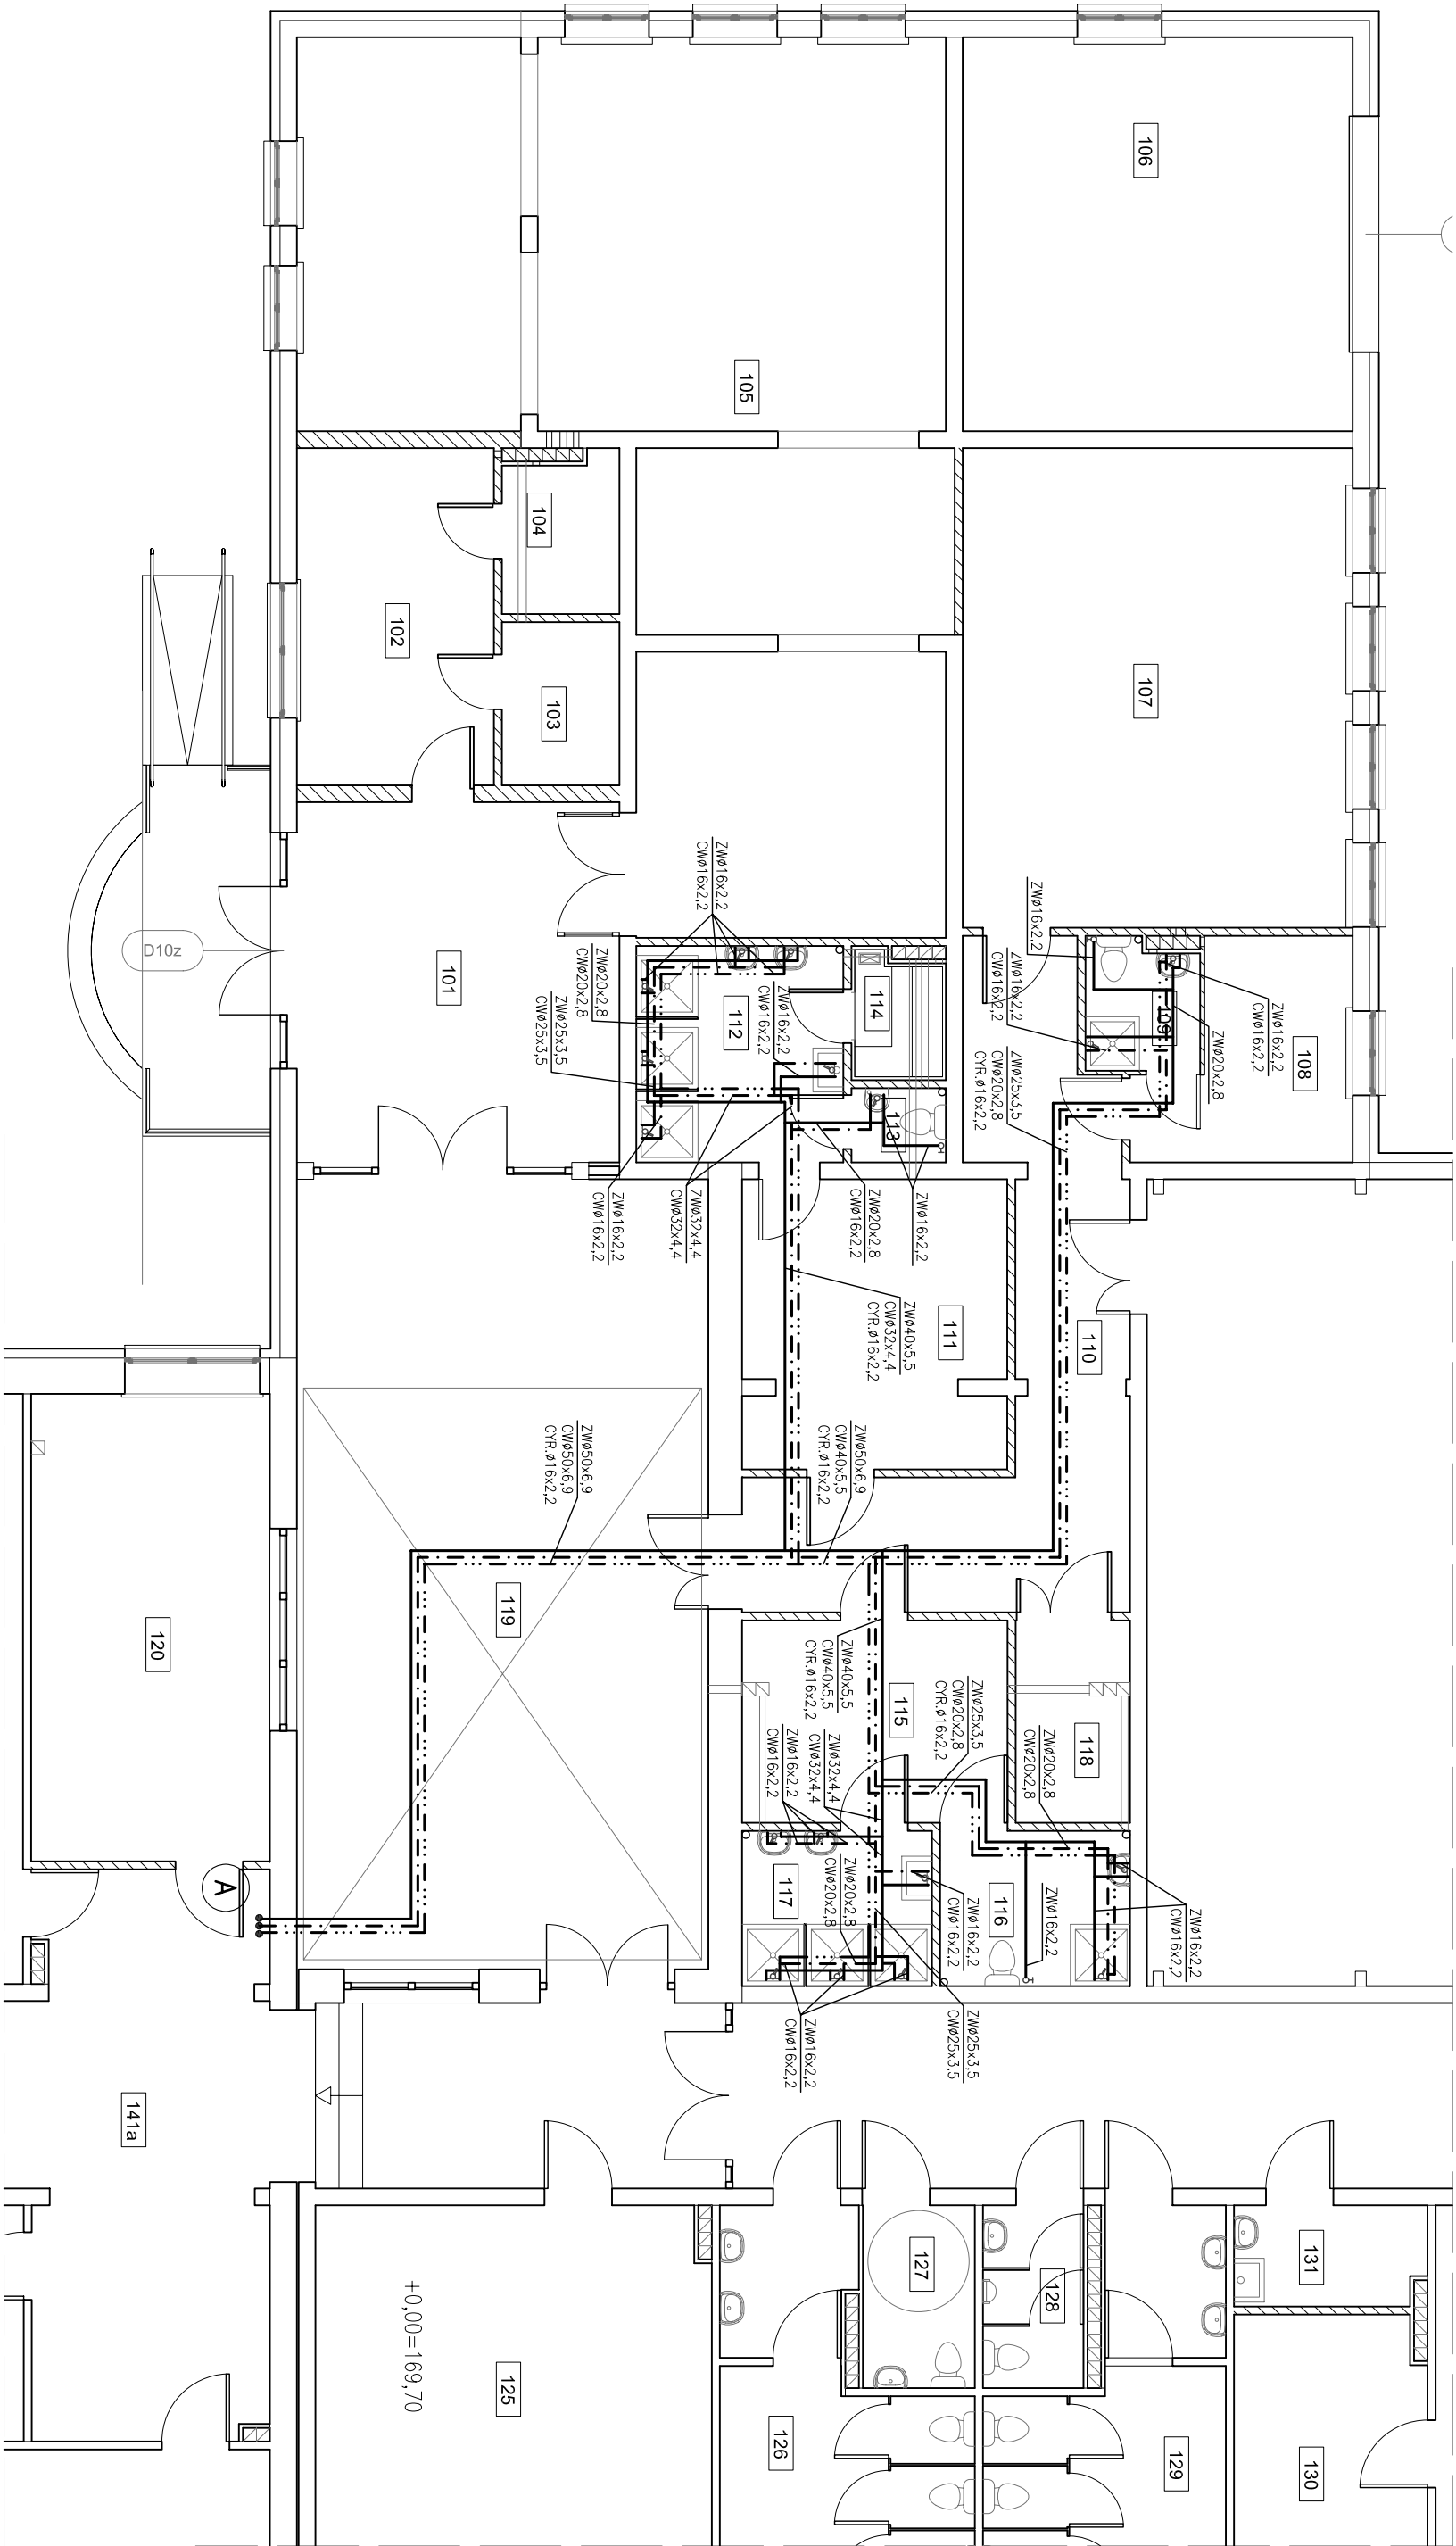 106
105
104
102
103
107
ZWø16x2,2
CWø16x2,2
ZWø16x2,2
ZWø16x2,2
CWø16x2,2
ZWø16x2,2
CWø16x2,2
ZWø20x2,8
108
109
ZWø25x3,5
CWø20x2,8
CYR.ø16x2,2
114
112
ZWø16x2,2
CWø16x2,2
113
ZWø20x2,8
CWø20x2,8
ZWø25x3,5
CWø25x3,5
D10z
101
ZWø16x2,2
CWø16x2,2
ZWø32x4,4
CWø32x4,4
ZWø20x2,8
CWø16x2,2
ZWø16x2,2
ZWø40x5,5
CWø32x4,4
CYR.ø16x2,2
111
110
ZWø50x6,9
CWø50x6,9
CYR.ø16x2,2
ZWø50x6,9
CWø40x5,5
CYR.ø16x2,2
119
120
ZWø40x5,5
CWø40x5,5
CYR.ø16x2,2
115
ZWø25x3,5
CWø20x2,8
CYR.ø16x2,2
118
ZWø20x2,8
CWø20x2,8
ZWø32x4,4
CWø32x4,4
ZWø16x2,2
CWø16x2,2
117
ZWø20x2,8
CWø20x2,8
ZWø16x2,2
CWø16x2,2
116
ZWø16x2,2
ZWø16x2,2
CWø16x2,2
A
ZWø16x2,2
CWø16x2,2
ZWø25x3,5
CWø25x3,5
141a
127
128
131
+0,00=169,70
125
126
129
130